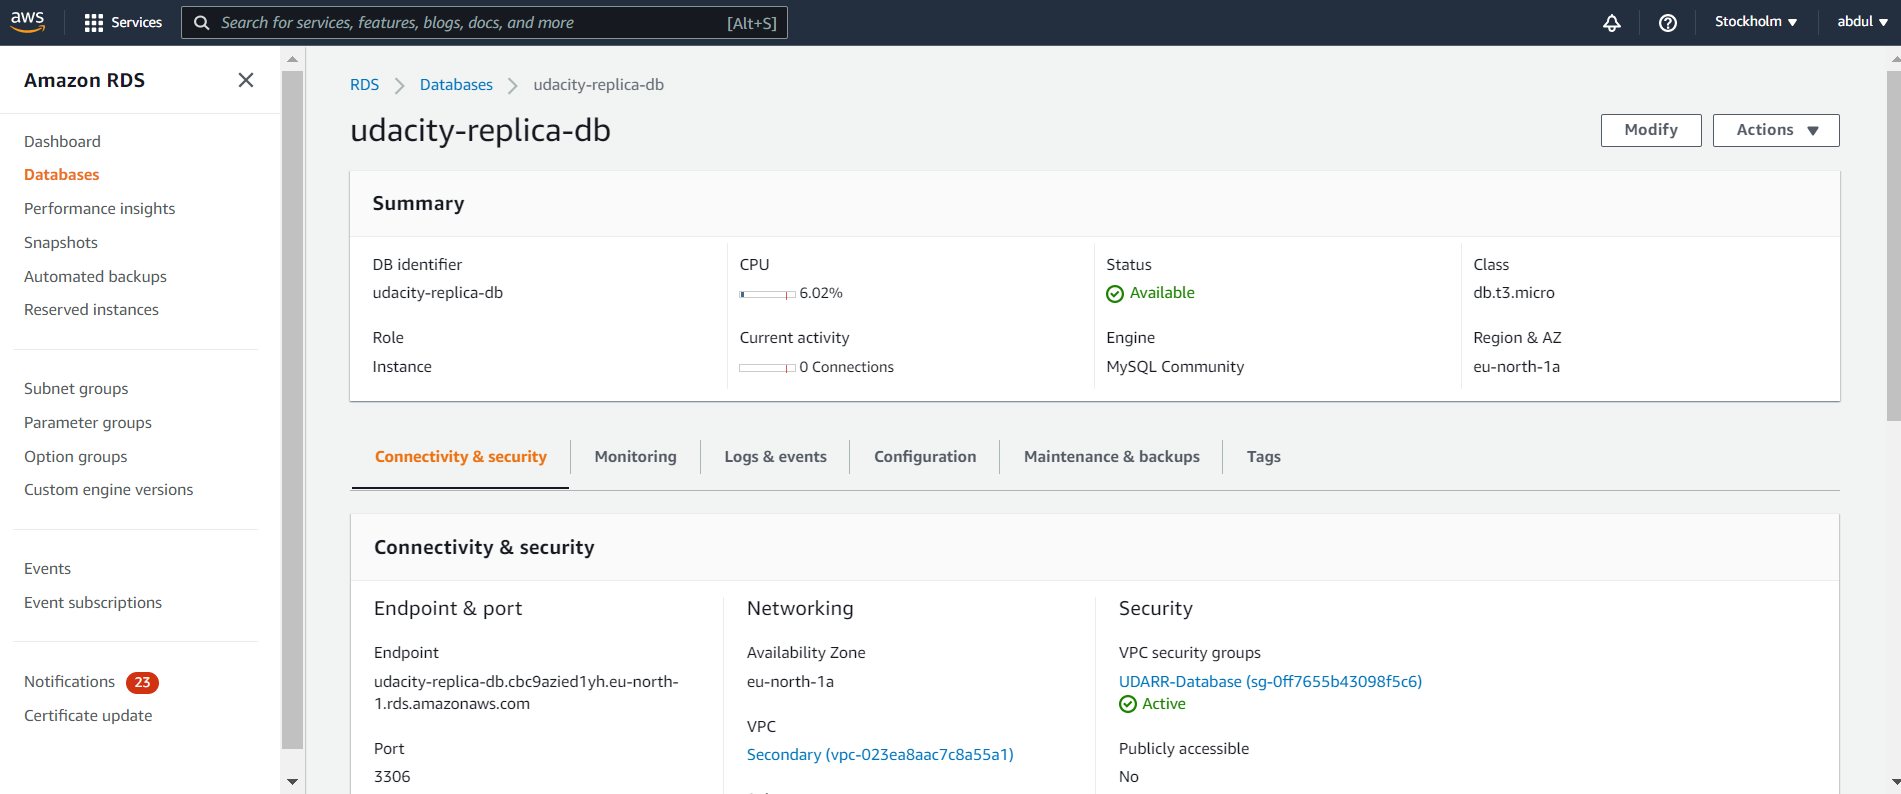 aws
Services
Search for services, features, blogs, docs, and more
[Alt+S]
Stockholm
abdul
Amazon RDS
Dashboard
Databases
Performance insights
Snapshots
Automated backups
Reserved instances
Subnet groups
Parameter groups
Option groups
Custom engine versions
Events
Event subscriptions
Notifications 23
Certificate update
RDS
Databases
udacity-replica-db
udacity-replica-db
Modify
Actions
Summary
DB identifier
udacity-replica-db
CPU
6.02%
Status
Available
Class
db.t3.micro
Role
Instance
Current activity
0 Connections
Engine
MySQL Community
Region & AZ
eu-north-1a
Connectivity & security
Monitoring
Logs & events
Configuration
Maintenance & backups
Tags
Connectivity & security
Endpoint & port
Endpoint
udacity-replica-db.cbc9azied1yh.eu-north-
1.rds.amazonaws.com
Port
3306
Networking
Availability Zone
eu-north-1a
VPC
Secondary (vpc-023ea8aac7c8a55a1)
Security
VPC security groups
UDARR-Database (sg-0ff7655b43098f5c6)
Active
Publicly accessible
No